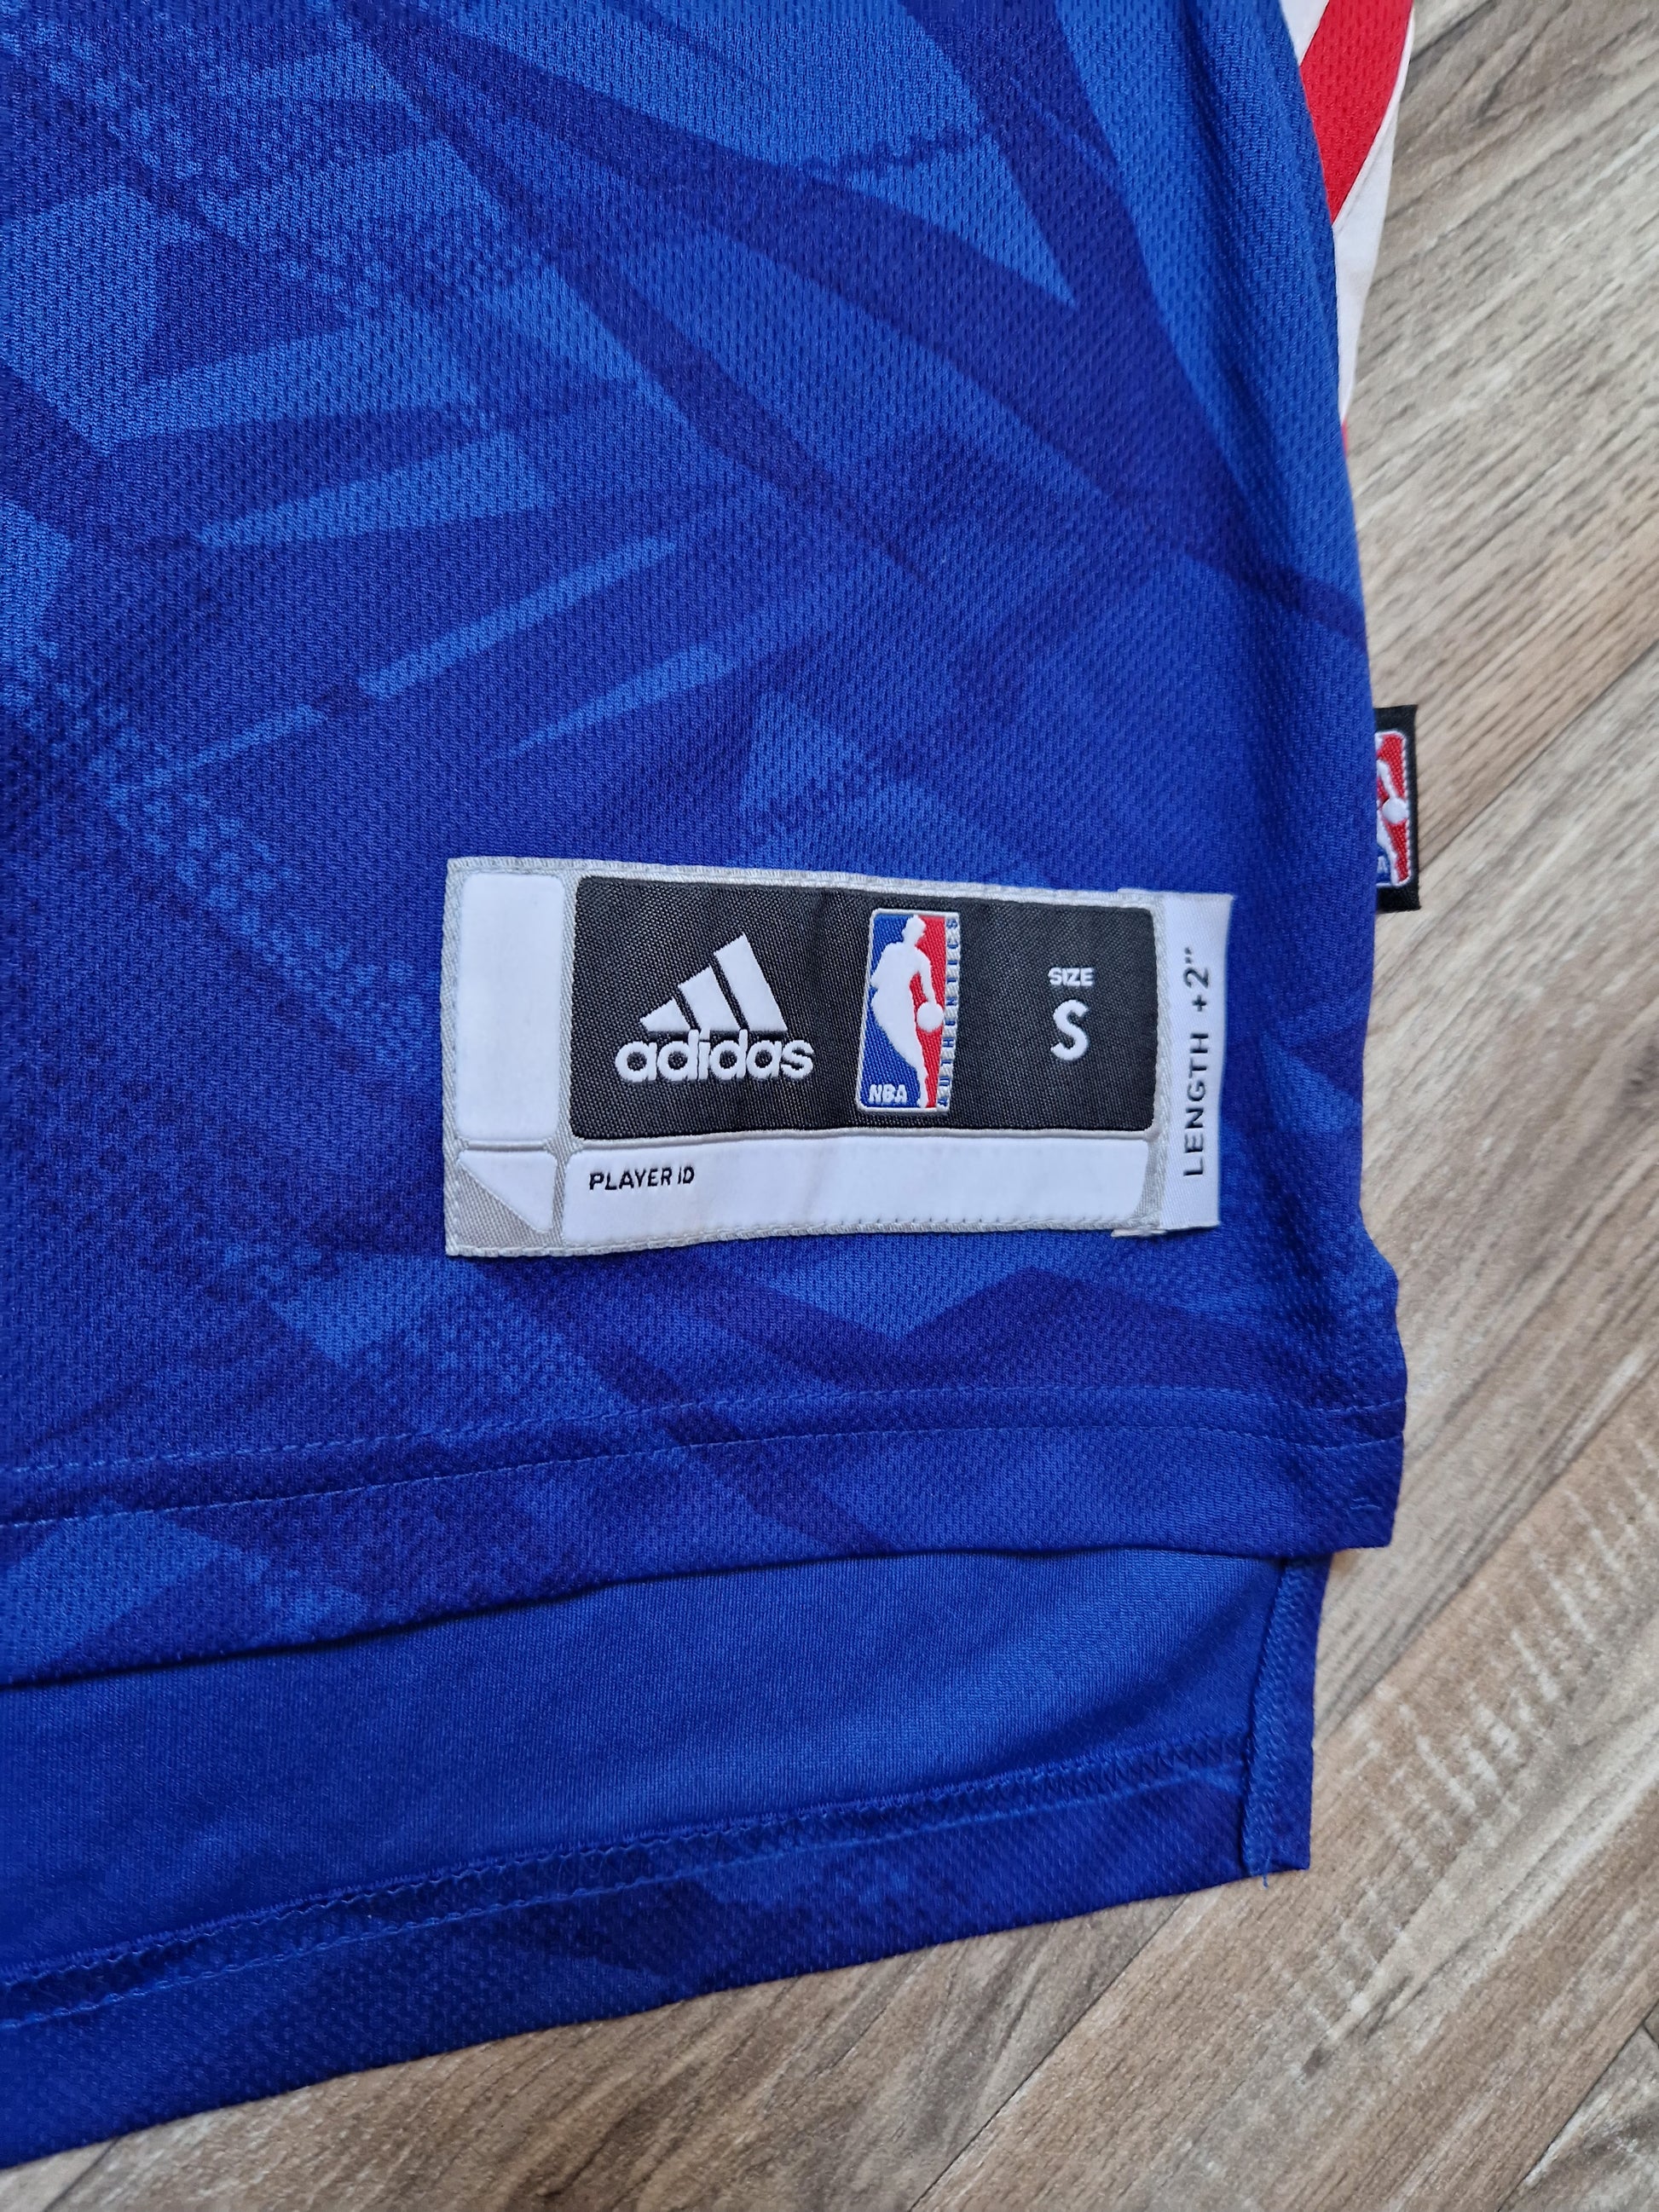 adidas
NBA
AUTHENTICS
SIZE
S
LENGTH +2"
PLAYER ID